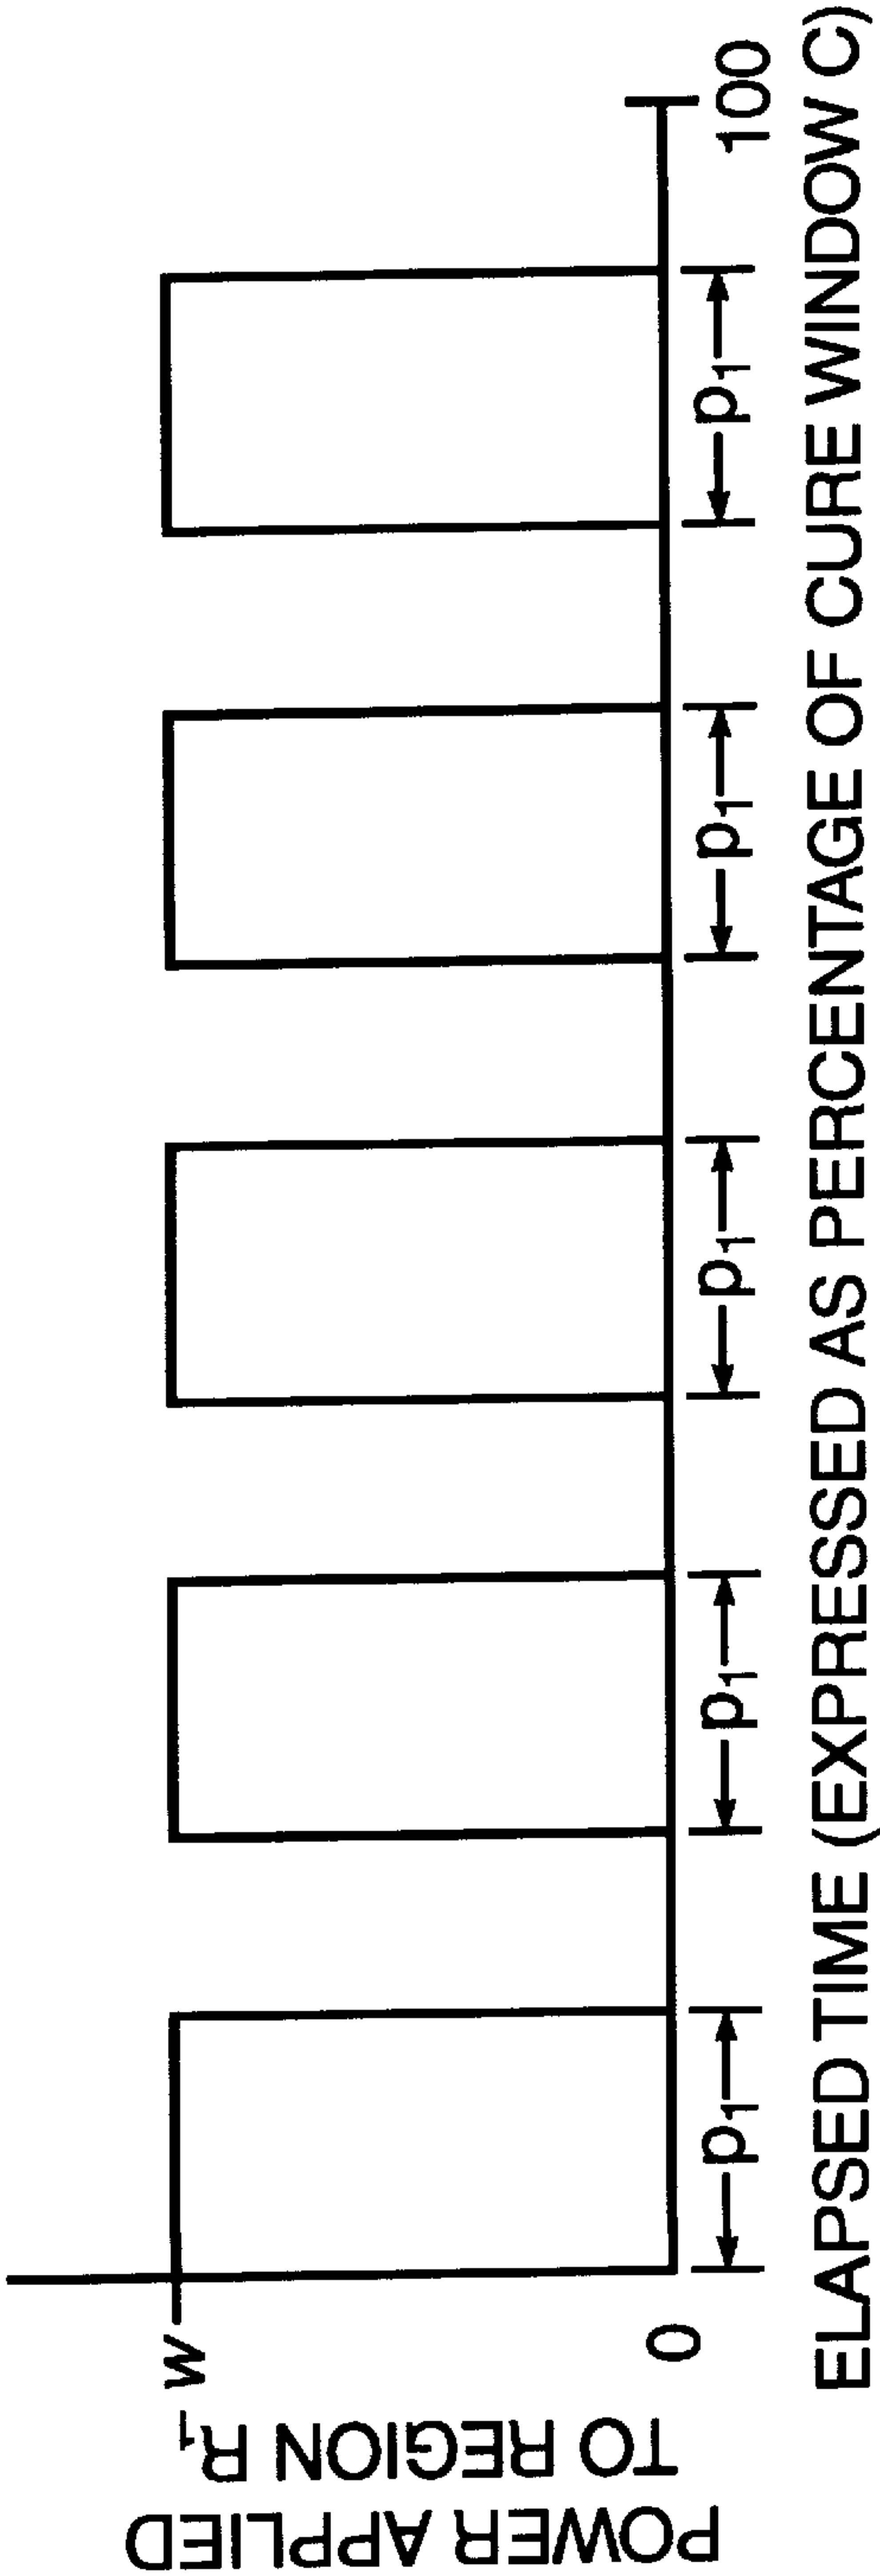 POWER APPLIED
TO REGION R₁
w
0
p₁ p₁ p₁ p₁ p₁
100
ELAPSED TIME (EXPRESSED AS PERCENTAGE OF CURE WINDOW C)